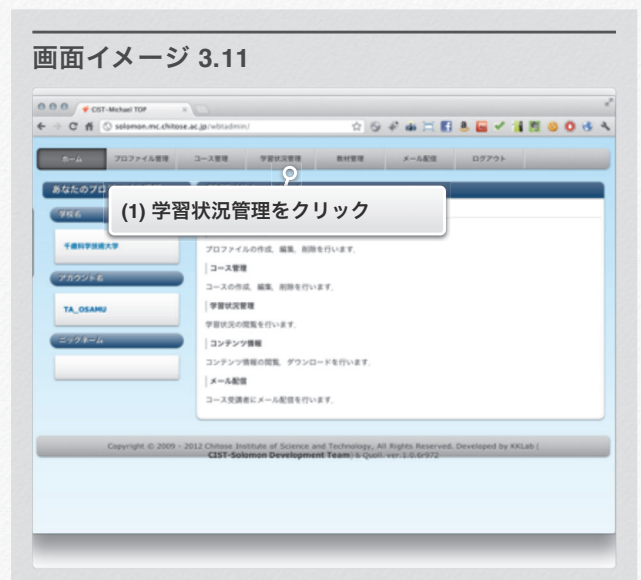 画面イメージ 3.11
CIST-Michael TOP
solomon.mc.chitose.ac.jp/wbtadmin/
ホーム プロファイル管理 コース管理 学習状況管理 教材管理 メール配信 ログアウト
あなたのプロ
(1) 学習状況管理をクリック
学校名
千歳科学技術大学
プロファイルの作成、編集、削除を行います.
コース管理
アカウント名
コースの作成、編集、削除を行います.
TA_OSAMU
学習状況管理
学習状況の閲覧を行います.
ニックネーム
コンテンツ情報
コンテンツ情報の閲覧、ダウンロードを行います.
メール配信
コース受講者にメール配信を行います.
Copyright © 2009 - 2012 Chitose Institute of Science and Technology, All Rights Reserved. Developed by KKLab (
CIST-Solomon Development Team) & Quoll. ver.1.0.6r972